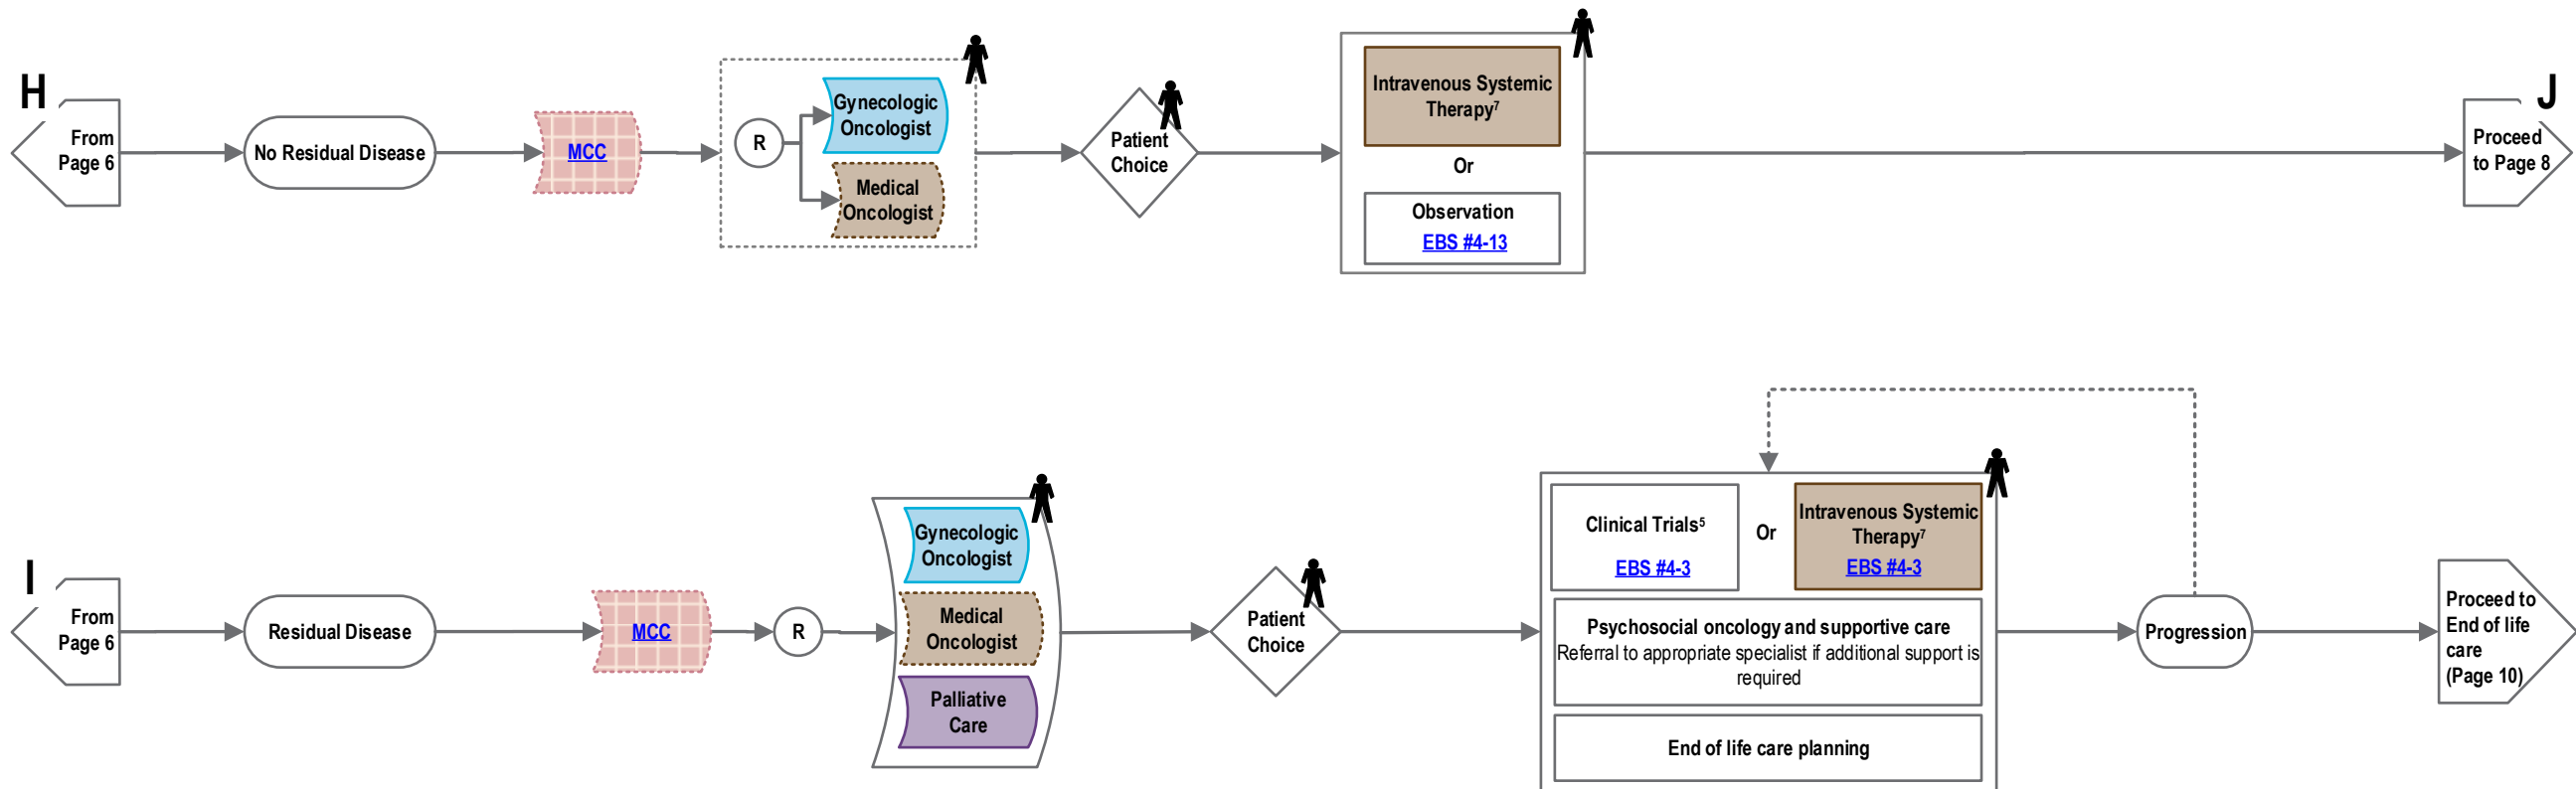 H
From
Page 6
No Residual Disease
MCC
R
Gynecologic
Oncologist
Medical
Oncologist
Patient
Choice
Intravenous Systemic
Therapy⁷
Or
Observation
EBS #4-13
J
Proceed
to Page 8
I
From
Page 6
Residual Disease
MCC
R
Gynecologic
Oncologist
Medical
Oncologist
Palliative
Care
Patient
Choice
Clinical Trials⁵
EBS #4-3
Or
Intravenous Systemic
Therapy⁷
EBS #4-3
Psychosocial oncology and supportive care
Referral to appropriate specialist if additional support is
required
End of life care planning
Progression
Proceed to
End of life
care
(Page 10)